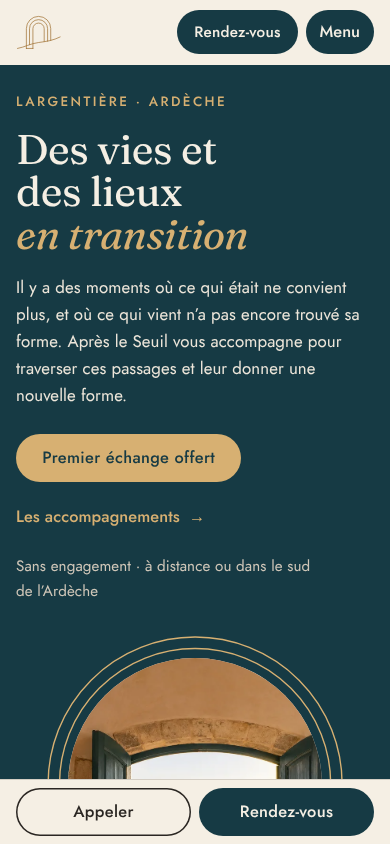 Rendez-vous
Menu
LARGENTIÈRE · ARDÈCHE
Des vies et
des lieux
en transition
Il y a des moments où ce qui était ne convient
plus, et où ce qui vient n’a pas encore trouvé sa
forme. Après le Seuil vous accompagne pour
traverser ces passages et leur donner une
nouvelle forme.
Premier échange offert
Les accompagnements →
Sans engagement · à distance ou dans le sud
de l’Ardèche
Appeler
Rendez-vous